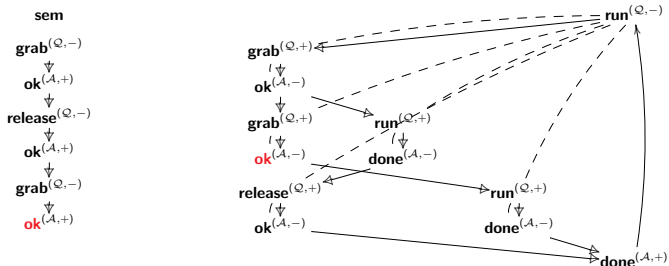 sem
run(Q,−)
grab(Q,−)
grab(Q,+)
ok(A,+)
ok(A,−)
release(Q,−)
grab(Q,+)
run(Q,+)
ok(A,+)
ok(A,−)
done(A,−)
grab(Q,−)
release(Q,+)
run(Q,+)
ok(A,+)
ok(A,−)
done(A,−)
done(A,+)